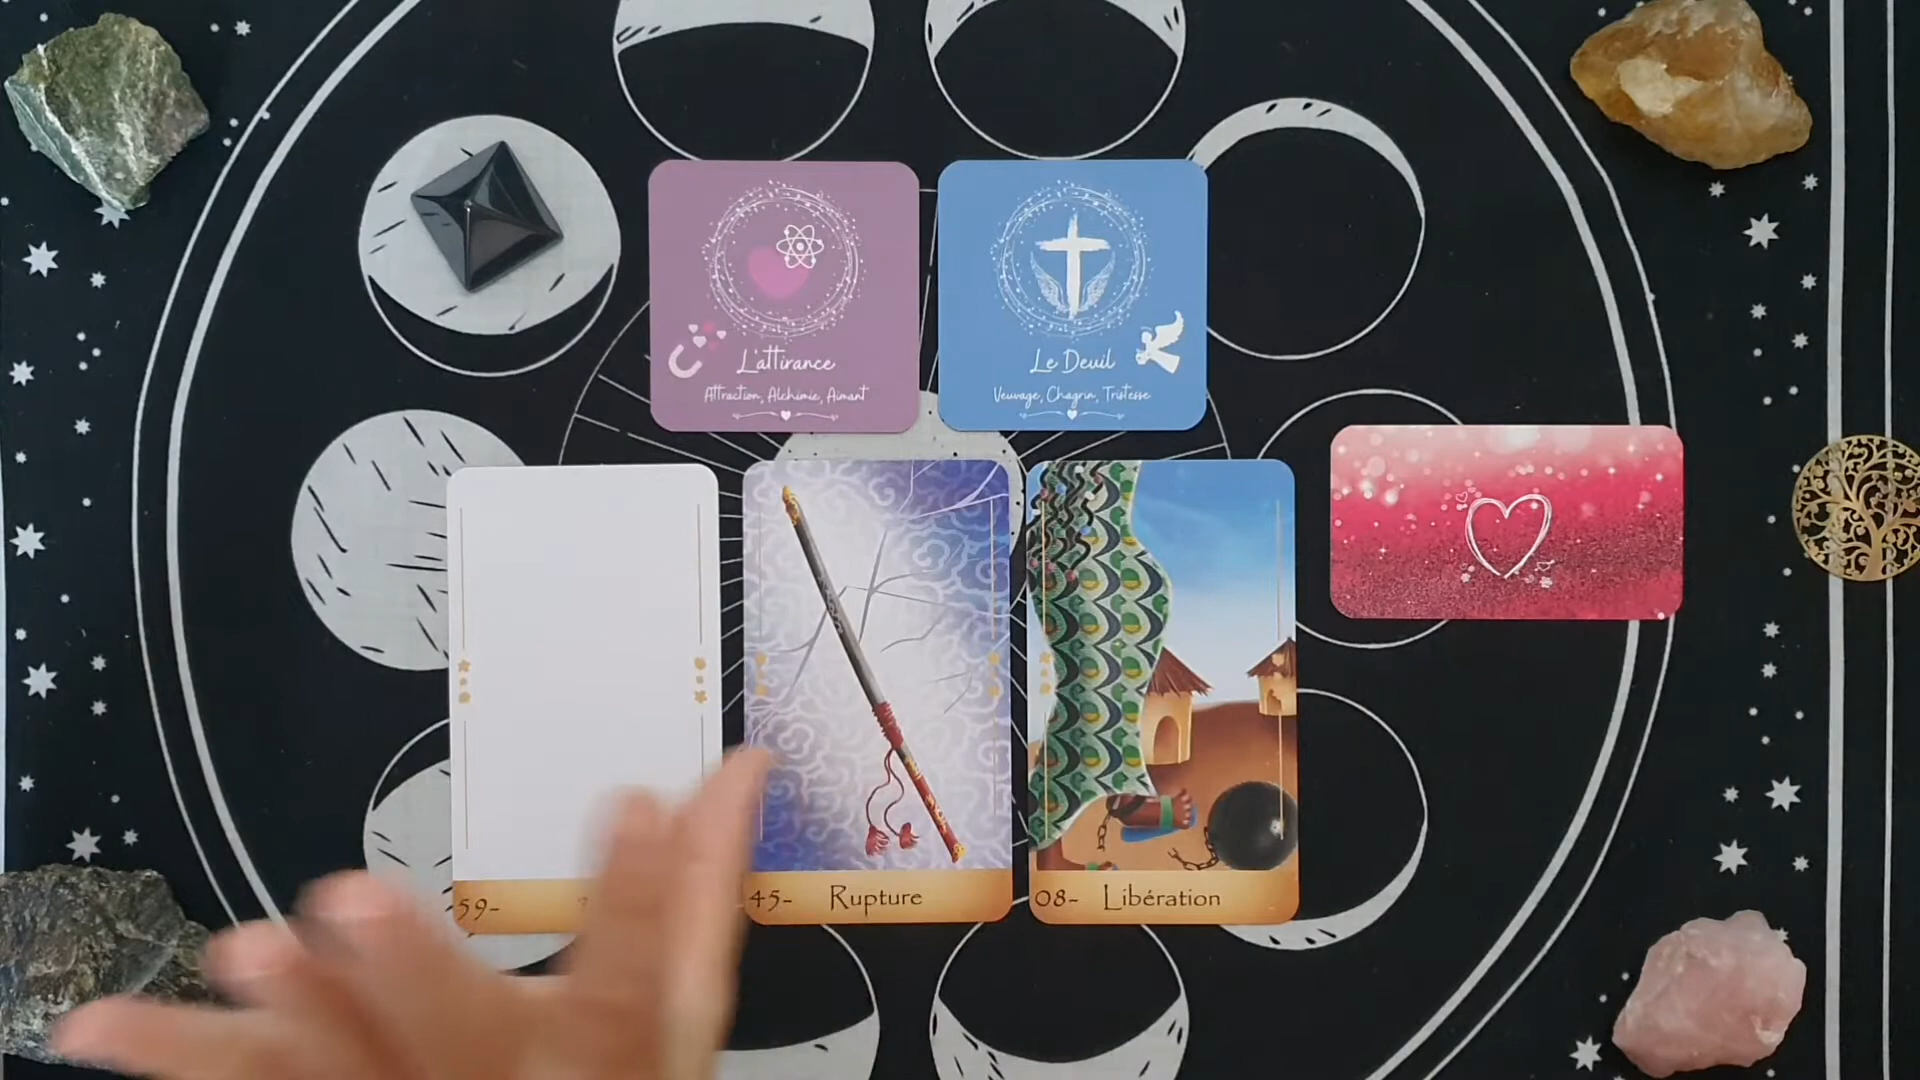 L'attirance
Attraction, Alchimie, Aimant
Le Deuil
Veuvage, Chagrin, Tristesse
59-
45- Rupture
08- Libération